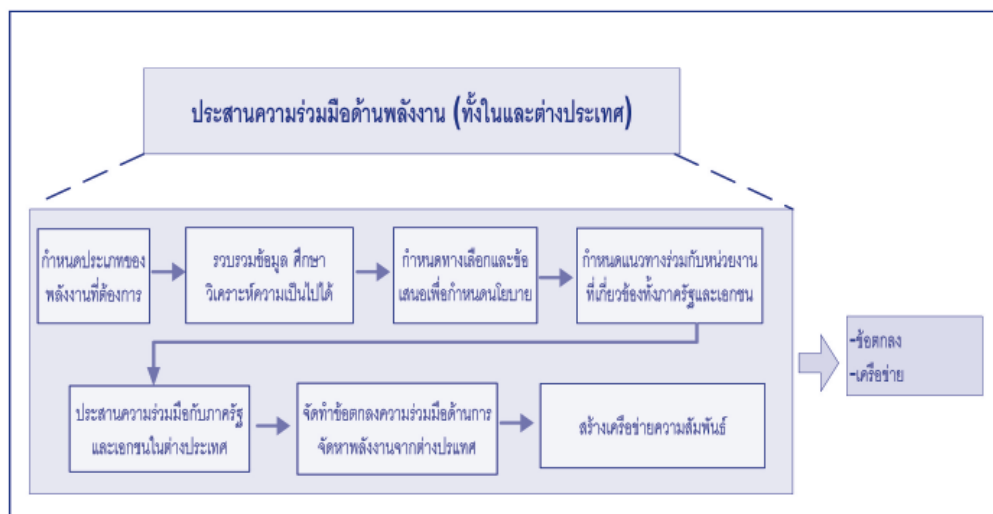 ประสานความร่วมมือด้านพลังงาน (ทั้งในและต่างประเทศ)
กำหนดประเภทของ
พลังงานที่ต้องการ
รวบรวมข้อมูล ศึกษา
วิเคราะห์ความเป็นไปได้
กำหนดทางเลือกและข้อ
เสนอเพื่อกำหนดนโยบาย
กำหนดแนวทางร่วมกับหน่วยงาน
ที่เกี่ยวข้องทั้งภาครัฐและเอกชน
ประสานความร่วมมือกับภาครัฐ
และเอกชนในต่างประเทศ
จัดทำข้อตกลงความร่วมมือด้านการ
จัดหาพลังงานจากต่างปรแทศ
สร้างเครือข่ายความสัมพันธ์
-ข้อตกลง
-เครือข่าย